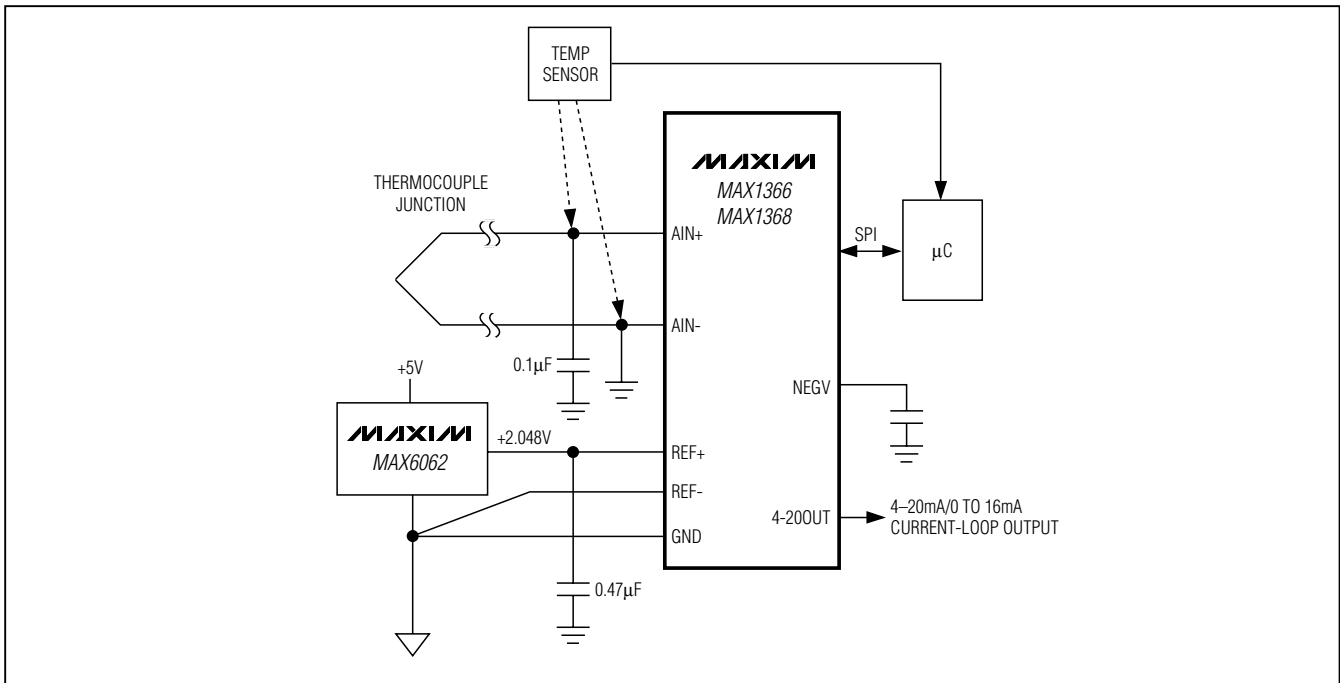 TEMP
SENSOR
MAXIM
MAX1366
MAX1368
THERMOCOUPLE
JUNCTION
AIN+
SPI
µC
AIN-
0.1µF
+5V
NEGV
MAXIM
MAX6062
+2.048V
REF+
REF-
4-20OUT
4–20mA/0 TO 16mA
CURRENT-LOOP OUTPUT
GND
0.47µF